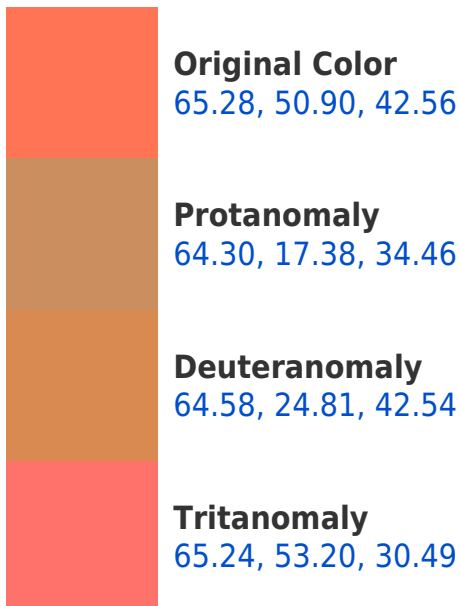 Original Color
65.28, 50.90, 42.56
Protanomaly
64.30, 17.38, 34.46
Deuteranomaly
64.58, 24.81, 42.54
Tritanomaly
65.24, 53.20, 30.49